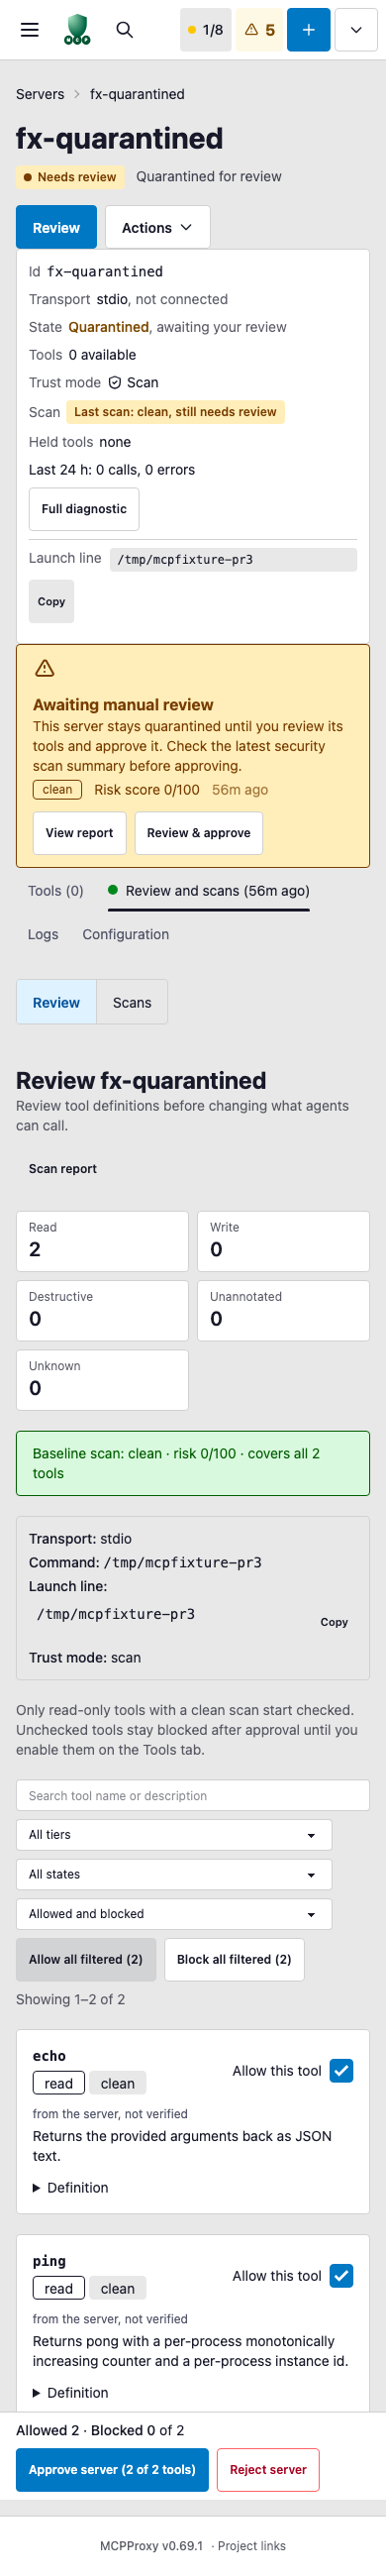 1/8
5
Servers
fx-quarantined
fx-quarantined
Needs review
Quarantined for review
Review
Actions
Id fx-quarantined
Transport stdio, not connected
State Quarantined, awaiting your review
Tools 0 available
Trust mode Scan
Scan Last scan: clean, still needs review
Held tools none
Last 24 h: 0 calls, 0 errors
Full diagnostic
Launch line /tmp/mcpfixture-pr3
Copy
Awaiting manual review
This server stays quarantined until you review its
tools and approve it. Check the latest security
scan summary before approving.
clean Risk score 0/100 56m ago
View report
Review & approve
Tools (0)
Review and scans (56m ago)
Logs
Configuration
Review
Scans
Review fx-quarantined
Review tool definitions before changing what agents
can call.
Scan report
Read
2
Write
0
Destructive
0
Unannotated
0
Unknown
0
Baseline scan: clean · risk 0/100 · covers all 2
tools
Transport: stdio
Command: /tmp/mcpfixture-pr3
Launch line:
/tmp/mcpfixture-pr3
Copy
Trust mode: scan
Only read-only tools with a clean scan start checked.
Unchecked tools stay blocked after approval until you
enable them on the Tools tab.
Search tool name or description
All tiers
All states
Allowed and blocked
Allow all filtered (2)
Block all filtered (2)
Showing 1–2 of 2
echo
read clean
Allow this tool
from the server, not verified
Returns the provided arguments back as JSON
text.
Definition
ping
read clean
Allow this tool
from the server, not verified
Returns pong with a per-process monotonically
increasing counter and a per-process instance id.
Definition
Allowed 2 · Blocked 0 of 2
Approve server (2 of 2 tools)
Reject server
MCPProxy v0.69.1 · Project links